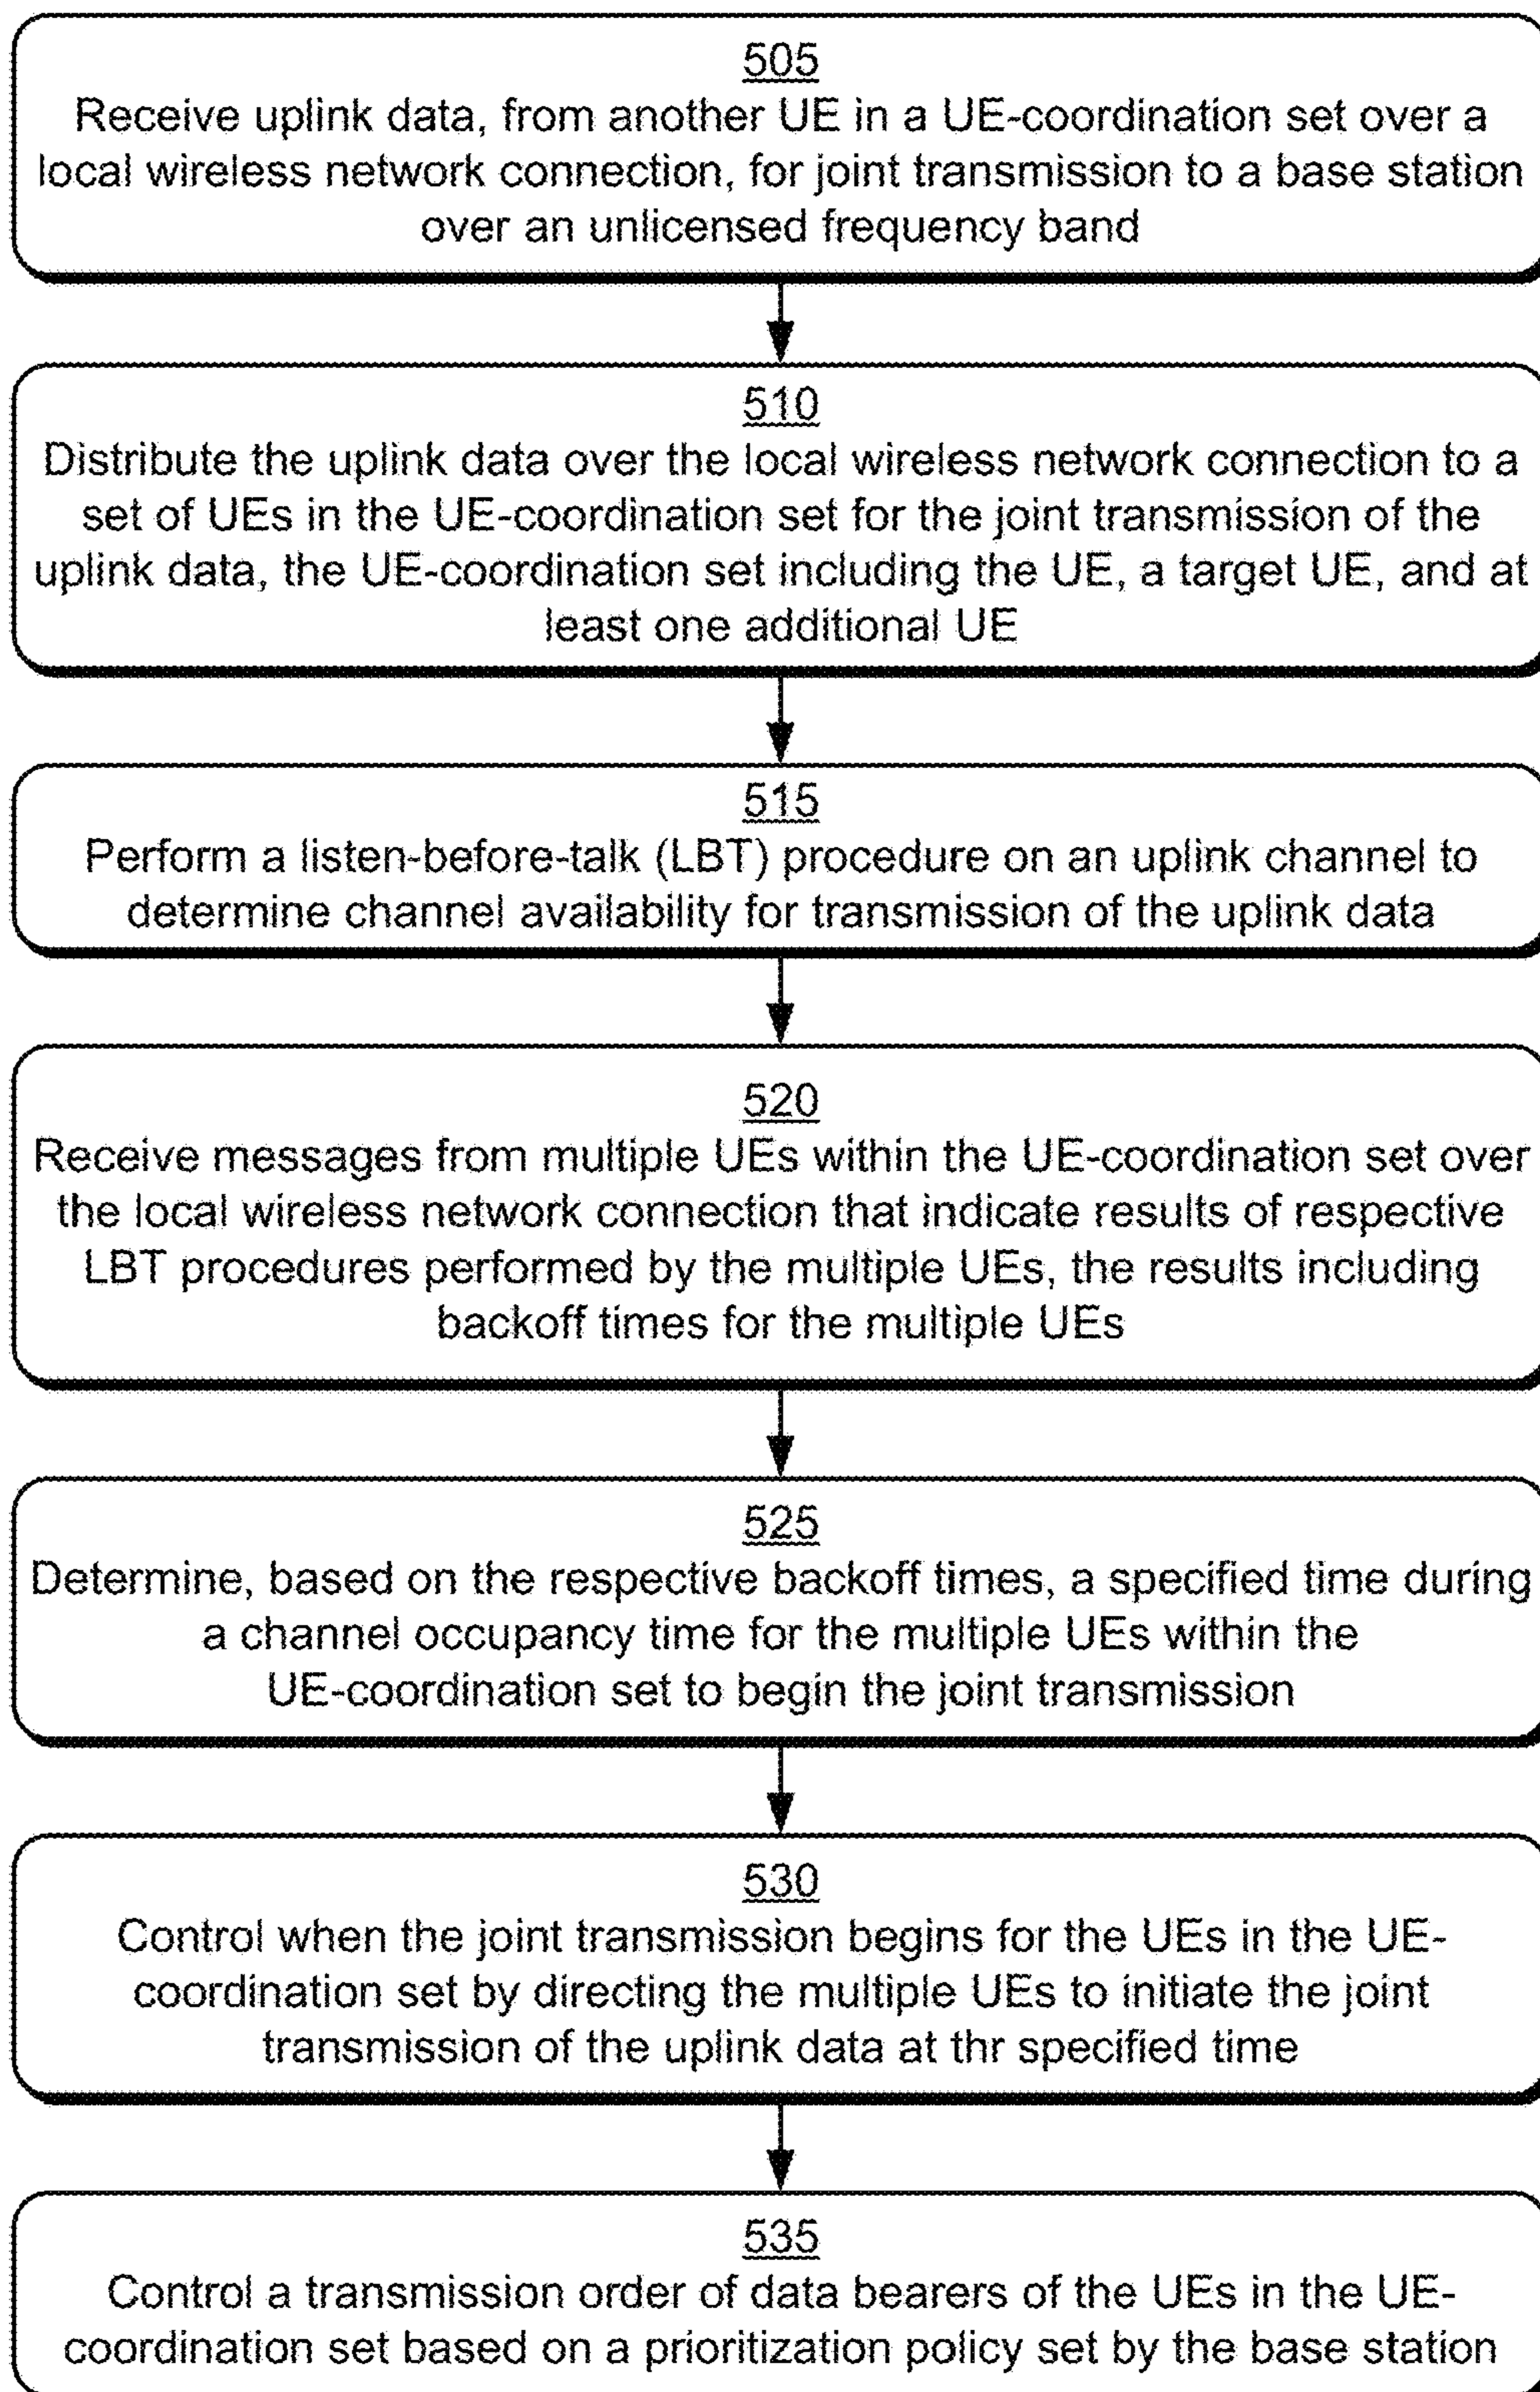 505
Receive uplink data, from another UE in a UE-coordination set over a
local wireless network connection, for joint transmission to a base station
over an unlicensed frequency band
510
Distribute the uplink data over the local wireless network connection to a
set of UEs in the UE-coordination set for the joint transmission of the
uplink data, the UE-coordination set including the UE, a target UE, and at
least one additional UE
515
Perform a listen-before-talk (LBT) procedure on an uplink channel to
determine channel availability for transmission of the uplink data
520
Receive messages from multiple UEs within the UE-coordination set over
the local wireless network connection that indicate results of respective
LBT procedures performed by the multiple UEs, the results including
backoff times for the multiple UEs
525
Determine, based on the respective backoff times, a specified time during
a channel occupancy time for the multiple UEs within the
UE-coordination set to begin the joint transmission
530
Control when the joint transmission begins for the UEs in the UE-
coordination set by directing the multiple UEs to initiate the joint
transmission of the uplink data at thr specified time
535
Control a transmission order of data bearers of the UEs in the UE-
coordination set based on a prioritization policy set by the base station